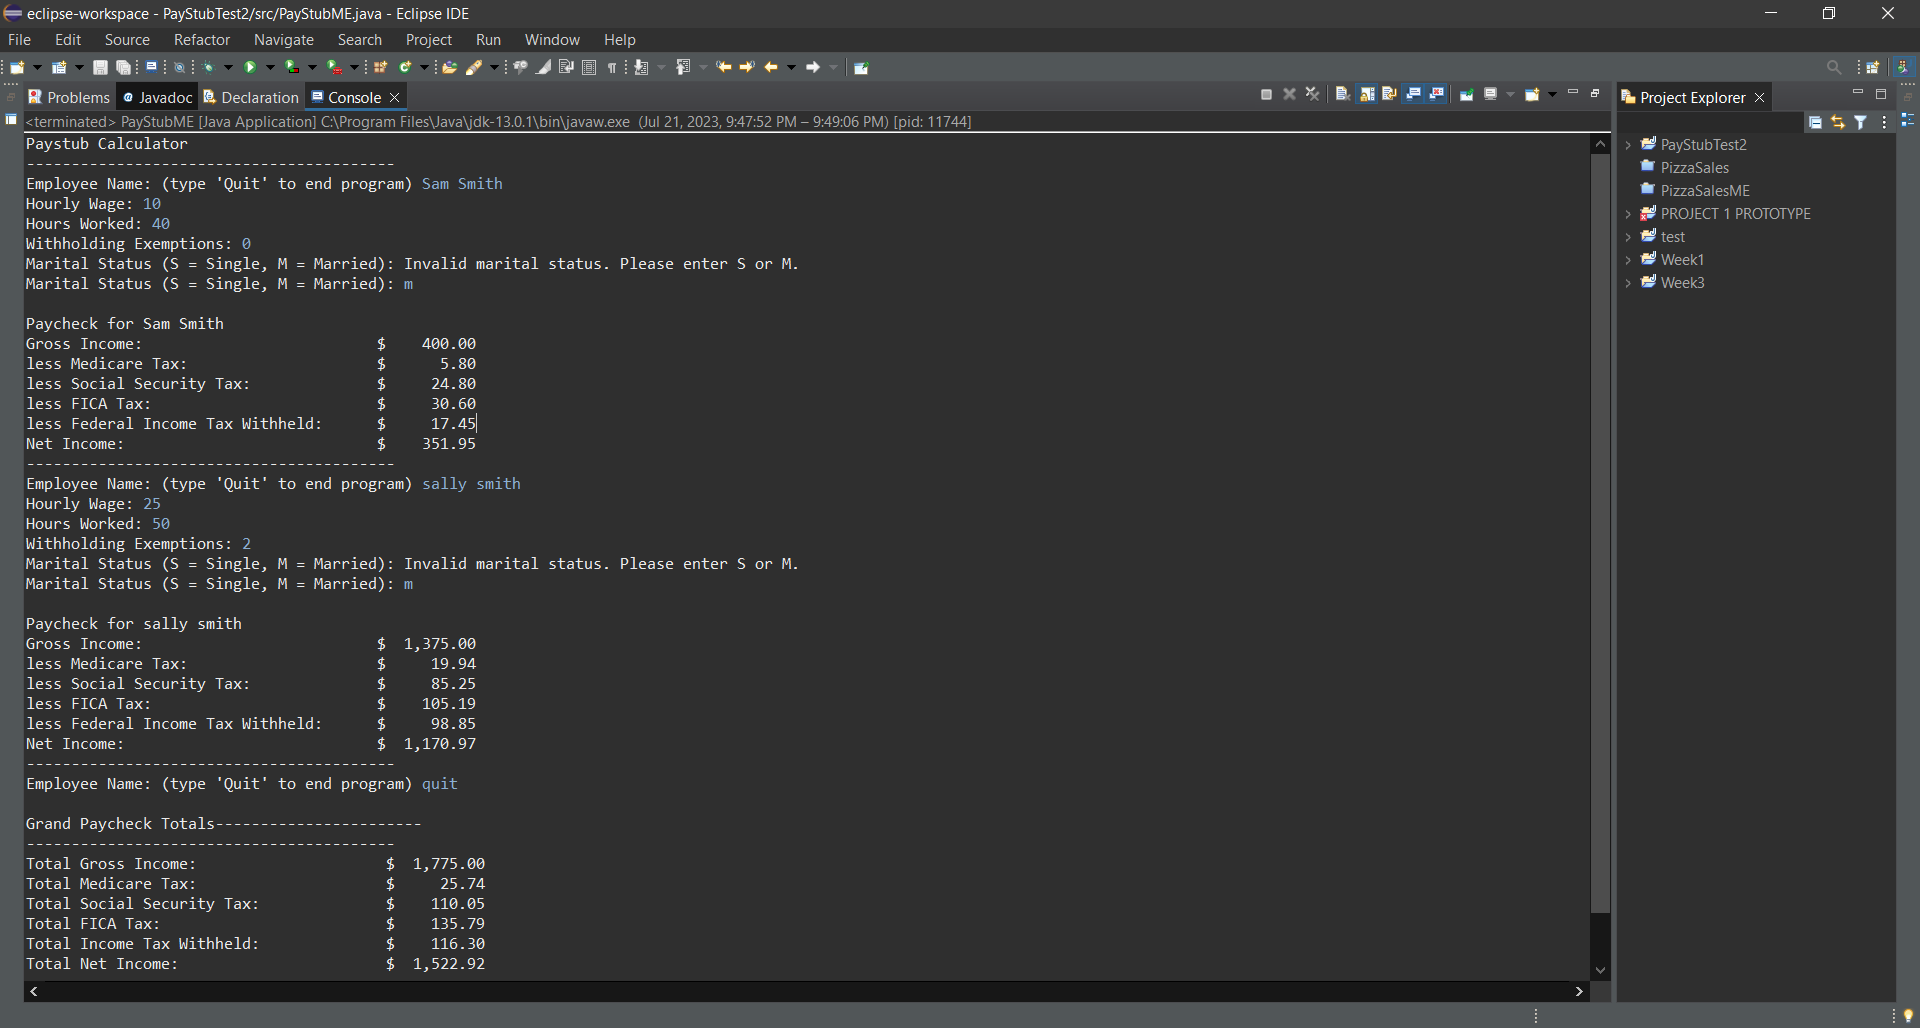 eclipse-workspace - PayStubTest2/src/PayStubME.java - Eclipse IDE
File Edit Source Refactor Navigate Search Project Run Window Help
Problems Javadoc Declaration Console
<terminated> PayStubME [Java Application] C:\Program Files\Java\jdk-13.0.1\bin\javaw.exe (Jul 21, 2023, 9:47:52 PM – 9:49:06 PM) [pid: 11744]
Paystub Calculator
-----------------------------------------
Employee Name: (type 'Quit' to end program) Sam Smith
Hourly Wage: 10
Hours Worked: 40
Withholding Exemptions: 0
Marital Status (S = Single, M = Married): Invalid marital status. Please enter S or M.
Marital Status (S = Single, M = Married): m
Paycheck for Sam Smith
Gross Income: $ 400.00
less Medicare Tax: $ 5.80
less Social Security Tax: $ 24.80
less FICA Tax: $ 30.60
less Federal Income Tax Withheld: $ 17.45
Net Income: $ 351.95
-----------------------------------------
Employee Name: (type 'Quit' to end program) sally smith
Hourly Wage: 25
Hours Worked: 50
Withholding Exemptions: 2
Marital Status (S = Single, M = Married): Invalid marital status. Please enter S or M.
Marital Status (S = Single, M = Married): m
Paycheck for sally smith
Gross Income: $ 1,375.00
less Medicare Tax: $ 19.94
less Social Security Tax: $ 85.25
less FICA Tax: $ 105.19
less Federal Income Tax Withheld: $ 98.85
Net Income: $ 1,170.97
-----------------------------------------
Employee Name: (type 'Quit' to end program) quit
Grand Paycheck Totals-----------------------
-----------------------------------------
Total Gross Income: $ 1,775.00
Total Medicare Tax: $ 25.74
Total Social Security Tax: $ 110.05
Total FICA Tax: $ 135.79
Total Income Tax Withheld: $ 116.30
Total Net Income: $ 1,522.92
Project Explorer
PayStubTest2
PizzaSales
PizzaSalesME
PROJECT 1 PROTOTYPE
test
Week1
Week3